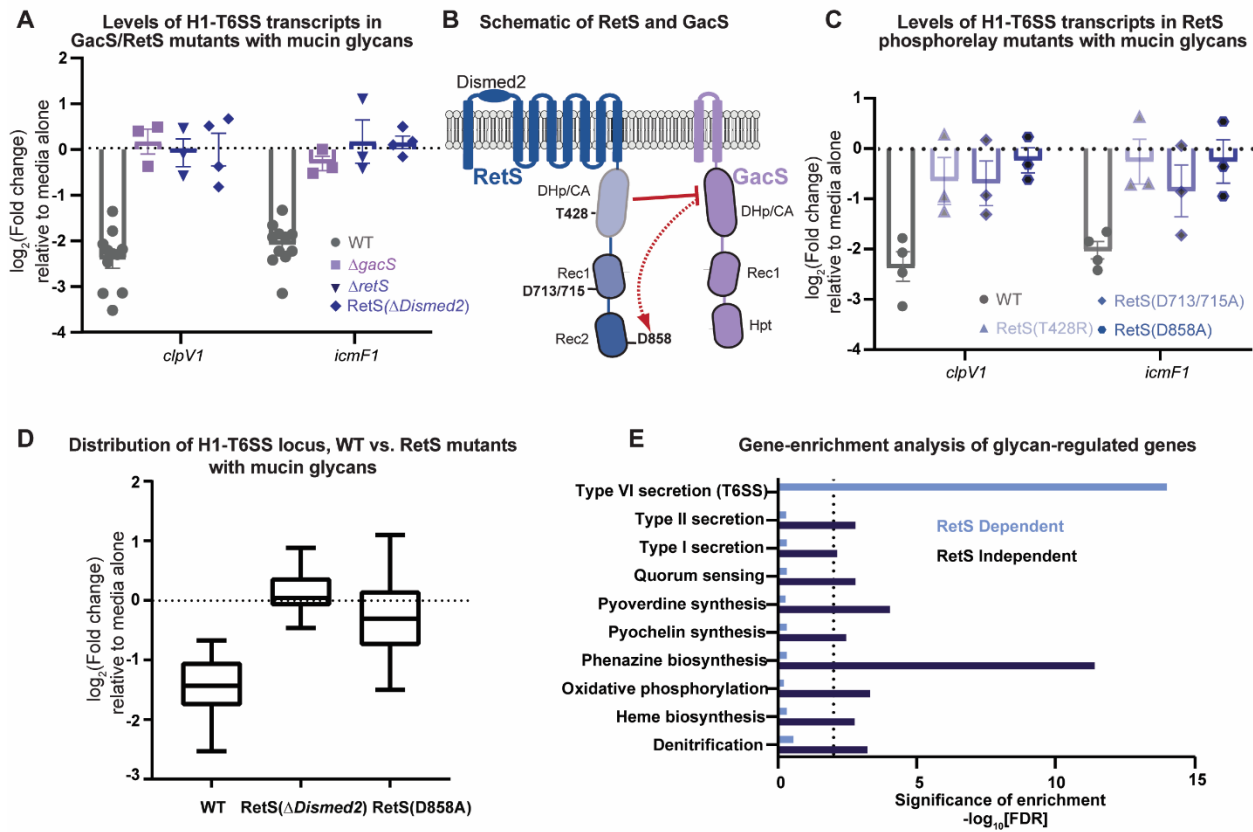 A
Levels of H1-T6SS transcripts in
GacS/RetS mutants with mucin glycans
log2(Fold change)
relative to media alone
2
1
0
-1
-2
-3
-4
WT
ΔgacS
ΔretS
RetS(ΔDismed2)
clpV1
icmF1
B
Schematic of RetS and GacS
Dismed2
RetS
GacS
DHp/CA
T428
DHp/CA
Rec1
D713/715
Rec1
Rec2
D858
Hpt
C
Levels of H1-T6SS transcripts in RetS
phosphorelay mutants with mucin glycans
log2(Fold change)
relative to media alone
1
0
-1
-2
-3
-4
WT
RetS(D713/715A)
RetS(T428R)
RetS(D858A)
clpV1
icmF1
D
Distribution of H1-T6SS locus, WT vs. RetS mutants
with mucin glycans
log2(Fold change)
relative to media alone
2
1
0
-1
-2
-3
WT
RetS(ΔDismed2)
RetS(D858A)
E
Gene-enrichment analysis of glycan-regulated genes
Type VI secretion (T6SS)
Type II secretion
Type I secretion
Quorum sensing
Pyoverdine synthesis
Pyochelin synthesis
Phenazine biosynthesis
Oxidative phosphorylation
Heme biosynthesis
Denitrification
RetS Dependent
RetS Independent
0
5
10
15
Significance of enrichment
-log10[FDR]